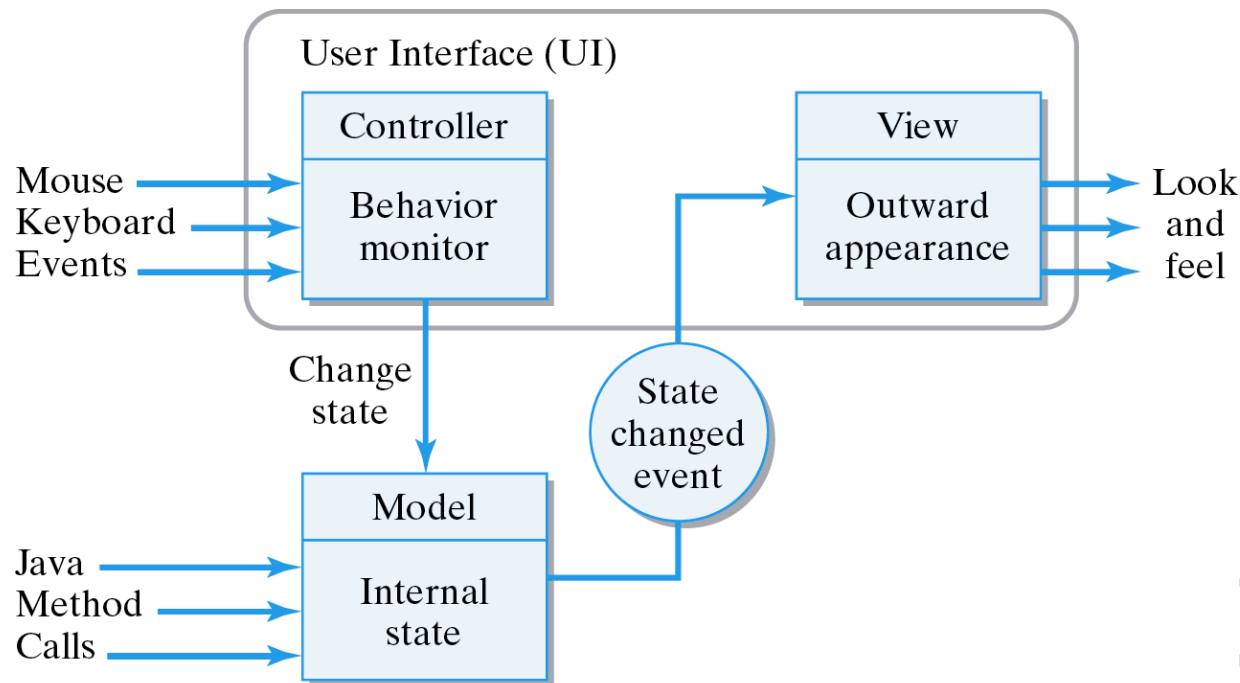 User Interface (UI)
Controller
Behavior
monitor
View
Outward
appearance
Mouse
Keyboard
Events
Look
and
feel
Change
state
State
changed
event
Model
Internal
state
Java
Method
Calls